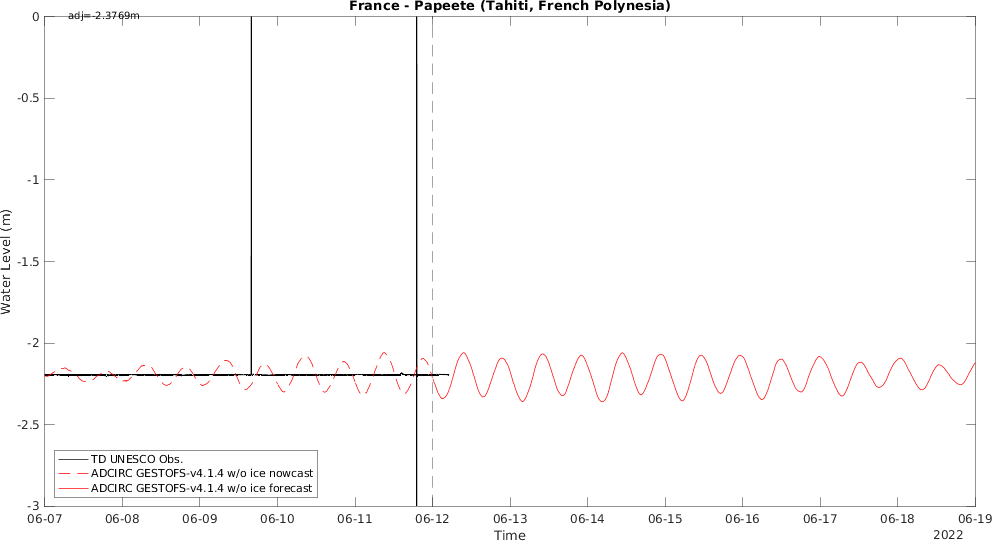 France - Papeete (Tahiti, French Polynesia)
adj=-2.3769m
0
-0.5
-1
-1.5
-2
-2.5
-3
Water Level (m)
TD UNESCO Obs.
ADCIRC GESTOFS-v4.1.4 w/o ice nowcast
ADCIRC GESTOFS-v4.1.4 w/o ice forecast
06-07 06-08 06-09 06-10 06-11 06-12 06-13 06-14 06-15 06-16 06-17 06-18 06-19
Time
2022